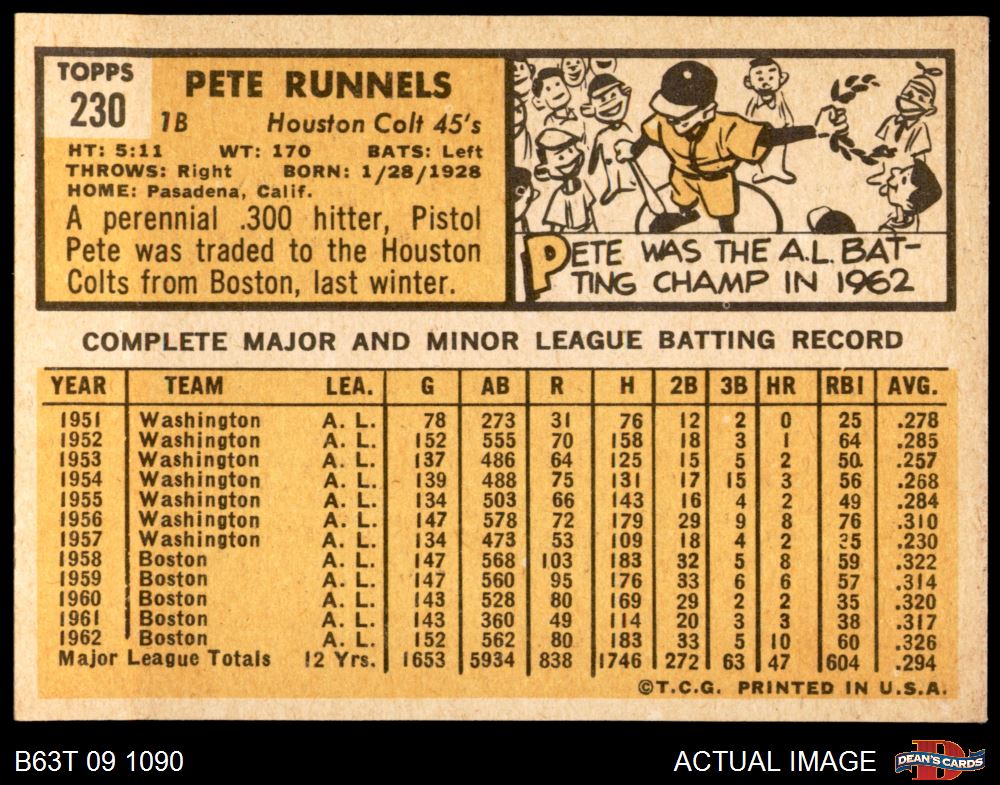 TOPPS
230
PETE RUNNELS
1B Houston Colt 45's
HT: 5:11 WT: 170 BATS: Left
THROWS: Right BORN: 1/28/1928
HOME: Pasadena, Calif.
A perennial .300 hitter, Pistol
Pete was traded to the Houston
Colts from Boston, last winter.
PETE WAS THE A.L. BAT-
TING CHAMP IN 1962
COMPLETE MAJOR AND MINOR LEAGUE BATTING RECORD
YEAR TEAM LEA. G AB R H 2B 3B HR RBI AVG.
1951 Washington A. L. 78 273 31 76 12 2 0 25 .278
1952 Washington A. L. 152 555 70 158 18 3 1 64 .285
1953 Washington A. L. 137 486 64 125 15 5 2 50 .257
1954 Washington A. L. 139 488 75 131 17 15 3 56 .268
1955 Washington A. L. 134 503 66 143 16 4 2 49 .284
1956 Washington A. L. 147 578 72 179 29 9 8 76 .310
1957 Washington A. L. 134 473 53 109 18 4 2 35 .230
1958 Boston A. L. 147 568 103 183 32 5 8 59 .322
1959 Boston A. L. 147 560 95 176 33 6 6 57 .314
1960 Boston A. L. 143 528 80 169 29 2 2 35 .320
1961 Boston A. L. 143 360 49 114 20 3 3 38 .317
1962 Boston A. L. 152 562 80 183 33 5 10 60 .326
Major League Totals 12 Yrs. 1653 5934 838 1746 272 63 47 604 .294
©T.C.G. PRINTED IN U.S.A.
B63T 09 1090 ACTUAL IMAGE DEAN'S CARDS